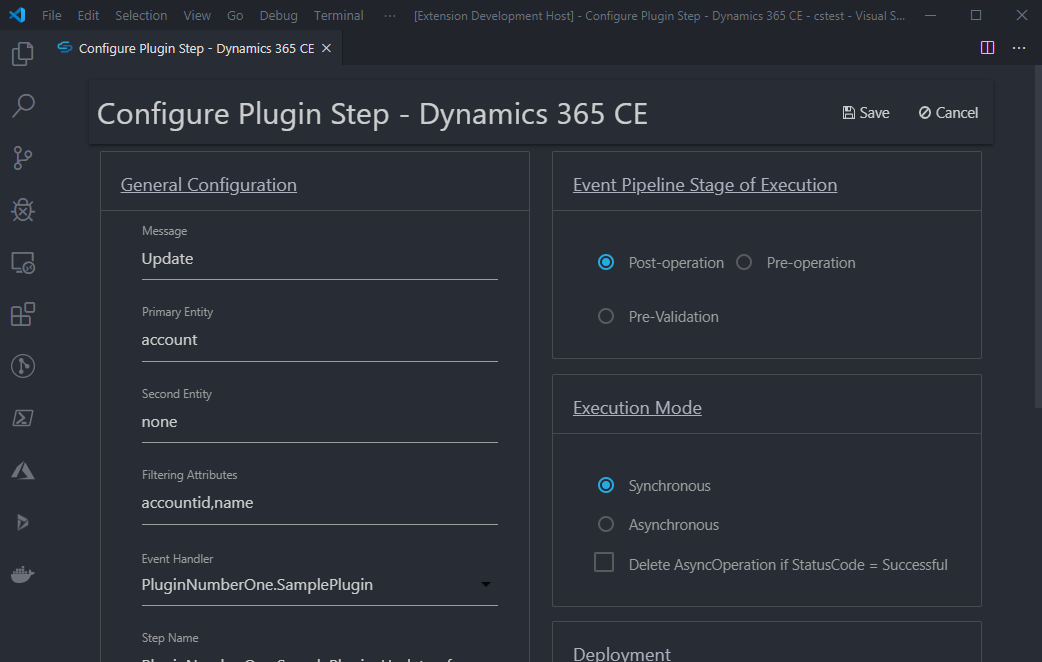 File Edit Selection View Go Debug Terminal ··· [Extension Development Host] - Configure Plugin Step - Dynamics 365 CE - cstest - Visual S...
Configure Plugin Step - Dynamics 365 CE
Configure Plugin Step - Dynamics 365 CE
Save Cancel
General Configuration
Message
Update
Primary Entity
account
Second Entity
none
Filtering Attributes
accountid,name
Event Handler
PluginNumberOne.SamplePlugin
Step Name
Event Pipeline Stage of Execution
Post-operation Pre-operation
Pre-Validation
Execution Mode
Synchronous
Asynchronous
Delete AsyncOperation if StatusCode = Successful
Deployment